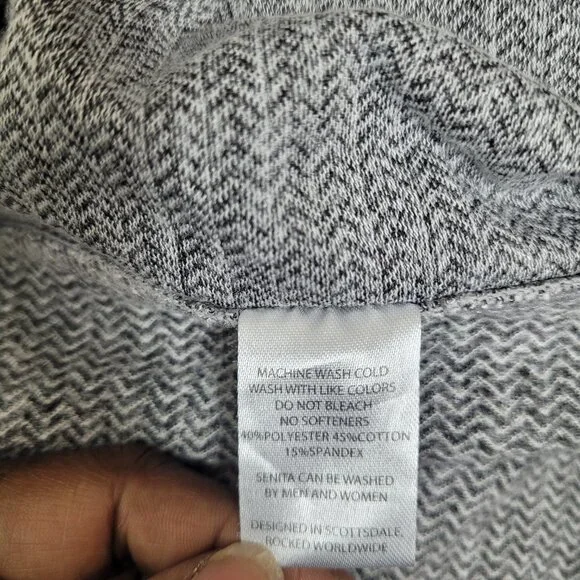 MACHINE WASH COLD
WASH WITH LIKE COLORS
DO NOT BLEACH
NO SOFTENERS
40%POLYESTER 45%COTTON
15%SPANDEX
SENITA CAN BE WASHED
BY MEN AND WOMEN
DESIGNED IN SCOTTSDALE,
ROCKED WORLDWIDE